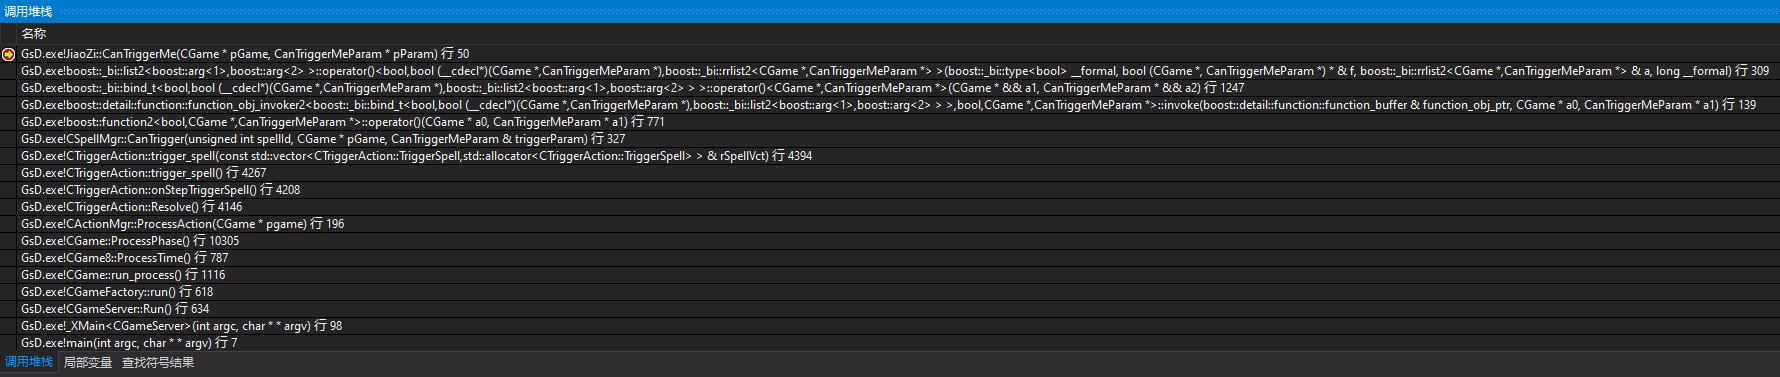 调用堆栈
名称
GsD.exe!JiaoZi::CanTriggerMe(CGame * pGame, CanTriggerMeParam * pParam) 行 50
GsD.exe!boost::_bi::list2<boost::arg<1>,boost::arg<2> >::operator()<bool,bool (__cdecl*)(CGame *,CanTriggerMeParam *),boost::_bi::rrlist2<CGame *,CanTriggerMeParam *> >(boost::_bi::type<bool> __formal, bool (CGame *, CanTriggerMeParam *) * & f, boost::_bi::rrlist2<CGame *,CanTriggerMeParam *> & a, long __formal) 行 309
GsD.exe!boost::_bi::bind_t<bool,bool (__cdecl*)(CGame *,CanTriggerMeParam *),boost::_bi::list2<boost::arg<1>,boost::arg<2> > >::operator()<CGame *,CanTriggerMeParam *>(CGame * && a1, CanTriggerMeParam * && a2) 行 1247
GsD.exe!boost::detail::function::function_obj_invoker2<boost::_bi::bind_t<bool,bool (__cdecl*)(CGame *,CanTriggerMeParam *),boost::_bi::list2<boost::arg<1>,boost::arg<2> > >,bool,CGame *,CanTriggerMeParam *>::invoke(boost::detail::function::function_buffer & function_obj_ptr, CGame * a0, CanTriggerMeParam * a1) 行 139
GsD.exe!boost::function2<bool,CGame *,CanTriggerMeParam *>::operator()(CGame * a0, CanTriggerMeParam * a1) 行 771
GsD.exe!CSpellMgr::CanTrigger(unsigned int spellId, CGame * pGame, CanTriggerMeParam & triggerParam) 行 327
GsD.exe!CTriggerAction::trigger_spell(const std::vector<CTriggerAction::TriggerSpell,std::allocator<CTriggerAction::TriggerSpell> > & rSpellVct) 行 4394
GsD.exe!CTriggerAction::trigger_spell() 行 4267
GsD.exe!CTriggerAction::onStepTriggerSpell() 行 4208
GsD.exe!CTriggerAction::Resolve() 行 4146
GsD.exe!CActionMgr::ProcessAction(CGame * pgame) 行 196
GsD.exe!CGame::ProcessPhase() 行 10305
GsD.exe!CGame8::ProcessTime() 行 787
GsD.exe!CGame::run_process() 行 1116
GsD.exe!CGameFactory::run() 行 618
GsD.exe!CGameServer::Run() 行 634
GsD.exe!_XMain<CGameServer>(int argc, char * * argv) 行 98
GsD.exe!main(int argc, char * * argv) 行 7
调用堆栈 局部变量 查找符号结果